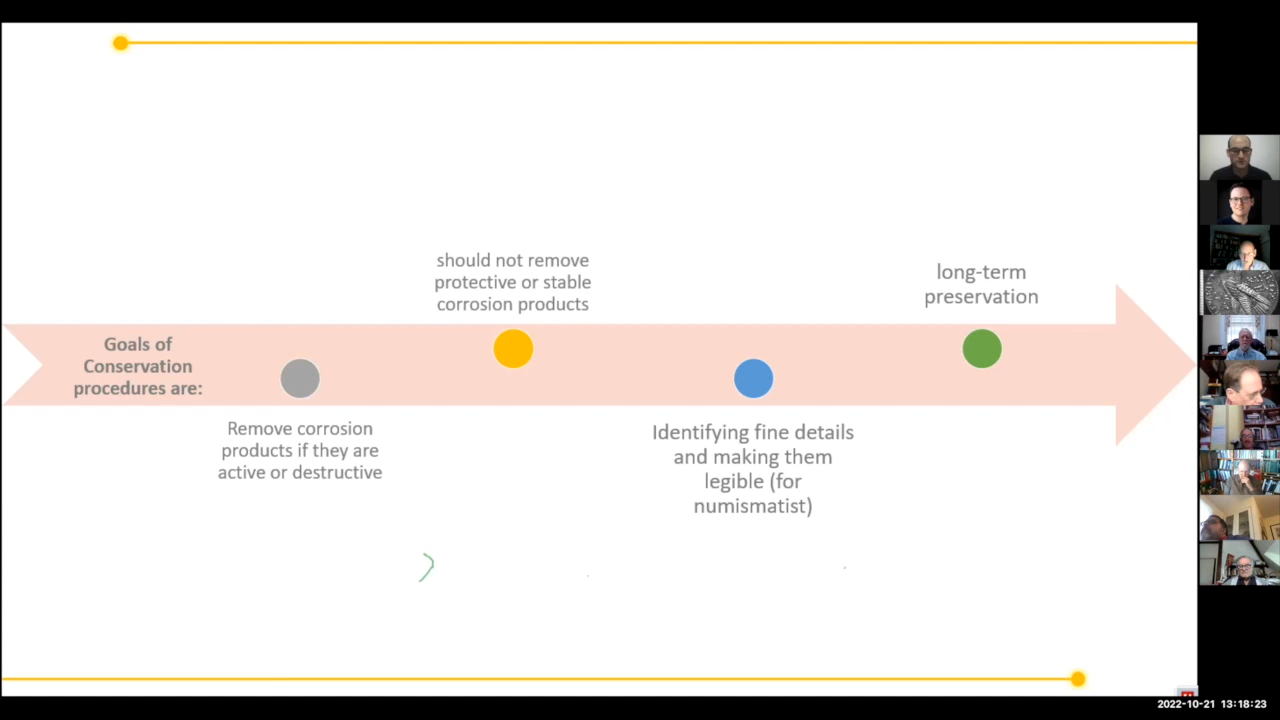 Goals of
Conservation
procedures are:
Remove corrosion
products if they are
active or destructive
should not remove
protective or stable
corrosion products
Identifying fine details
and making them
legible (for
numismatist)
long-term
preservation
2022-10-21 13:18:23